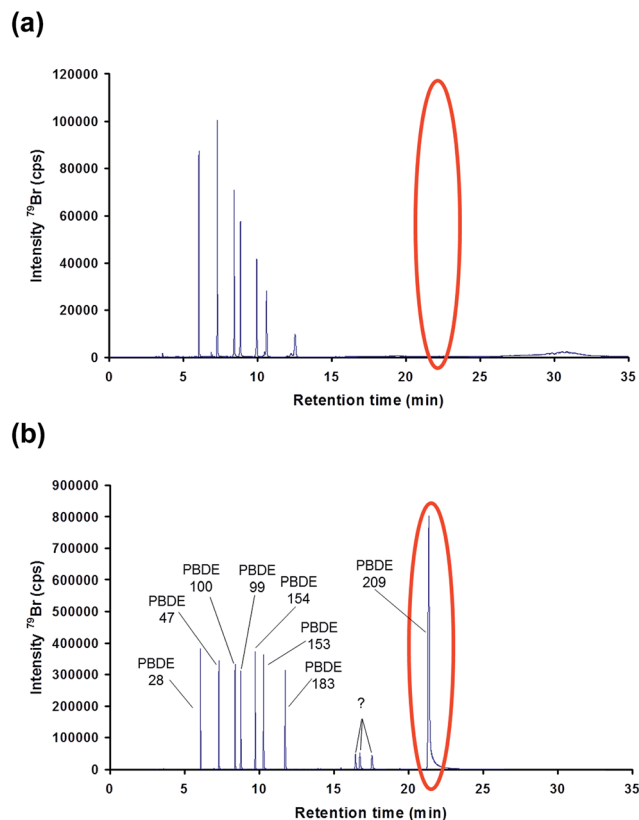 (a)
120000
100000
80000
60000
40000
20000
0
Intensity ⁷⁹Br (cps)
0 5 10 15 20 25 30 35
Retention time (min)
(b)
900000
800000
700000
600000
500000
400000
300000
200000
100000
0
Intensity ⁷⁹Br (cps)
PBDE
28
PBDE
47
PBDE
100
PBDE
99
PBDE
154
PBDE
153
PBDE
183
?
PBDE
209
0 5 10 15 20 25 30 35
Retention time (min)